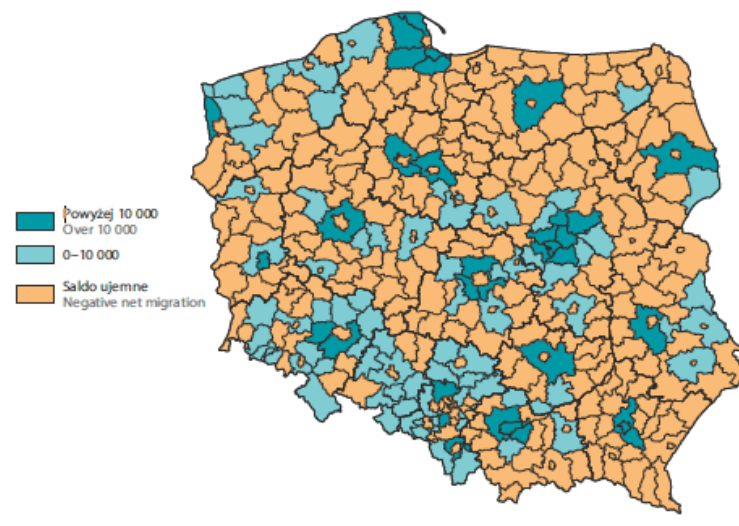 Powyżej 10 000
Over 10 000
0–10 000
Saldo ujemne
Negative net migration